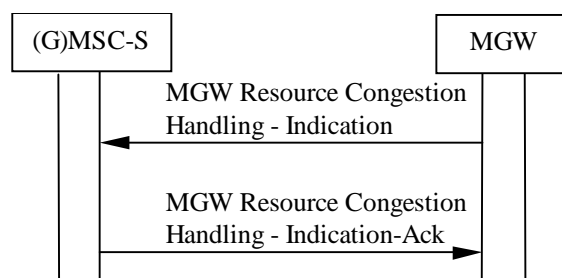 (G)MSC-S
MGW
MGW Resource Congestion
Handling - Indication
MGW Resource Congestion
Handling - Indication-Ack